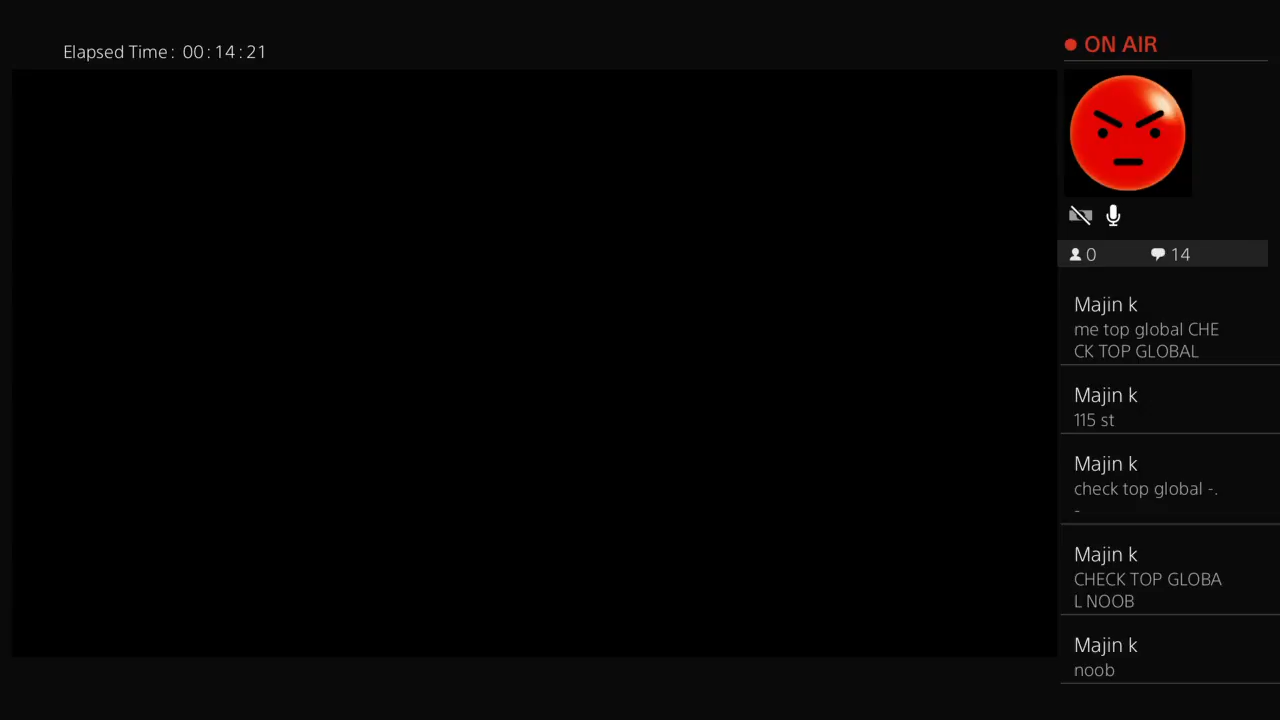 Elapsed Time: 00:14:21
ON AIR
0
14
Majin k
me top global CHE
CK TOP GLOBAL
Majin k
115 st
Majin k
check top global -.
-
Majin k
CHECK TOP GLOBA
L NOOB
Majin k
noob